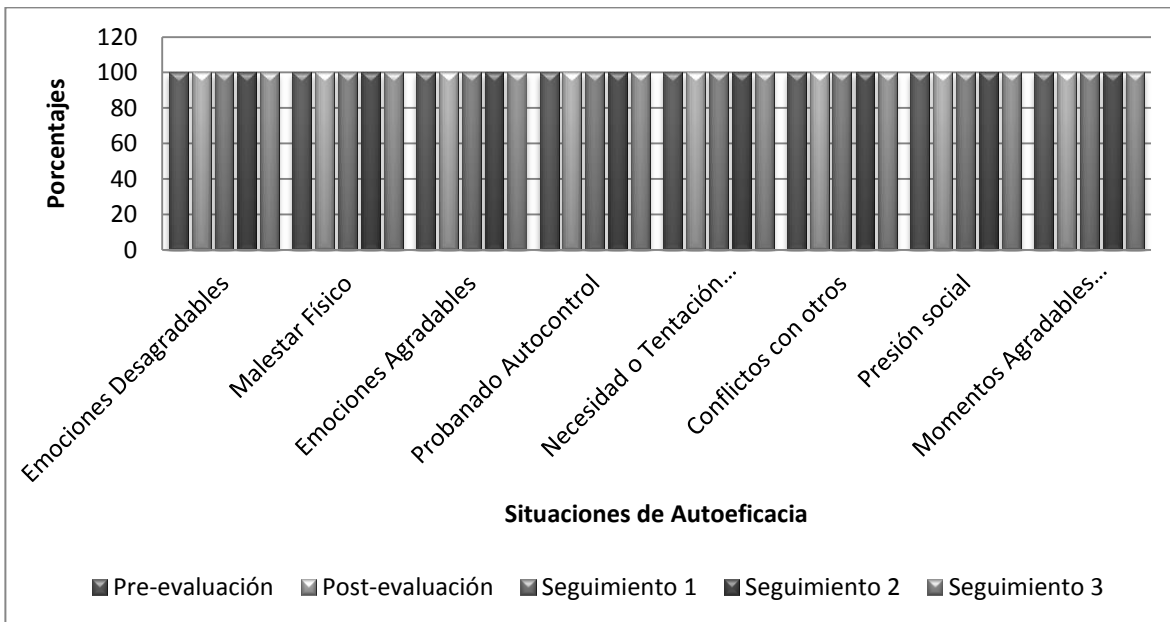 120
100
80
60
40
20
0
Porcentajes
Emociones Desagradables
Malestar Físico
Emociones Agradables
Probanado Autocontrol
Necesidad o Tentación...
Conflictos con otros
Presión social
Momentos Agradables...
Situaciones de Autoeficacia
Pre-evaluación Post-evaluación Seguimiento 1 Seguimiento 2 Seguimiento 3